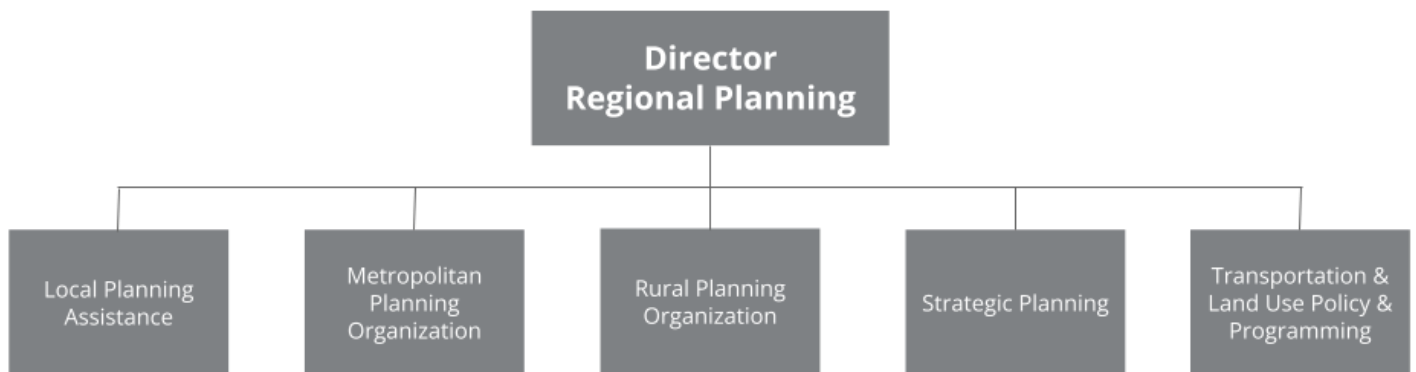 Director
Regional Planning
Local Planning
Assistance
Metropolitan
Planning
Organization
Rural Planning
Organization
Strategic Planning
Transportation &
Land Use Policy &
Programming